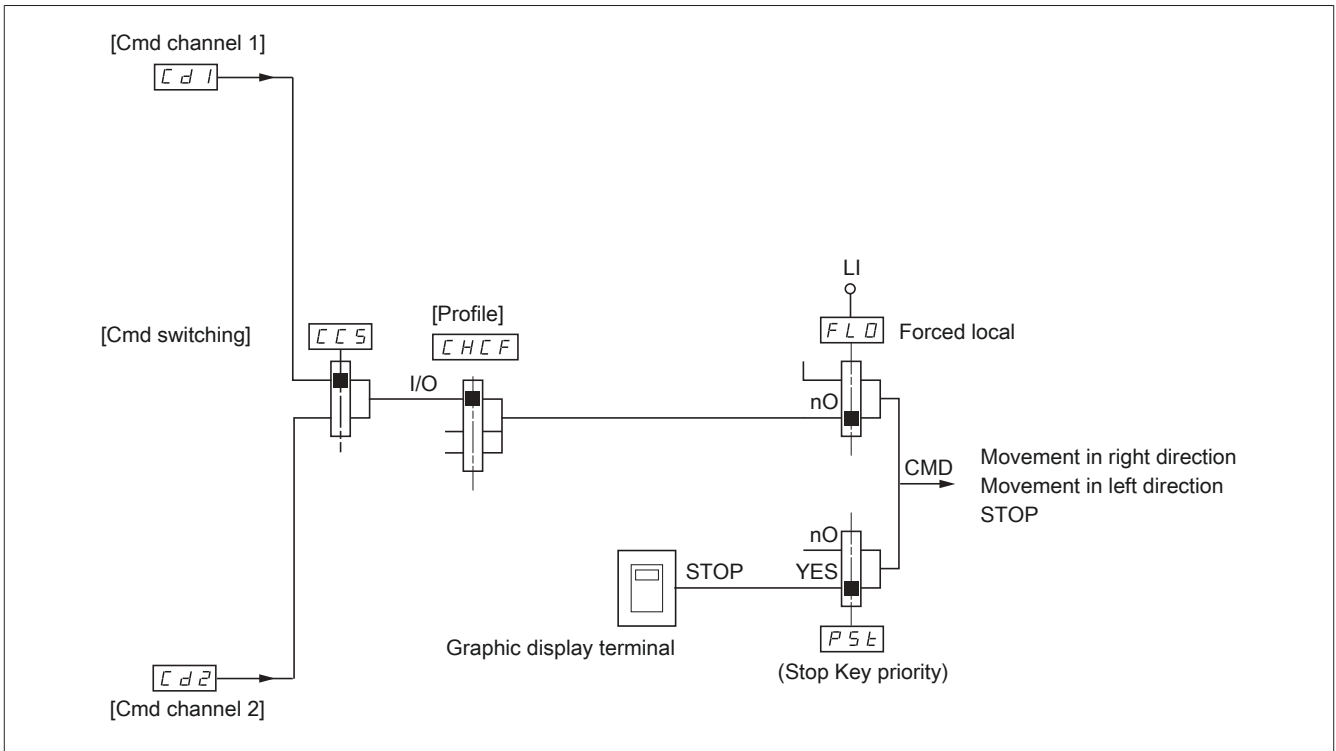 [Cmd channel 1]
Cd1
LI
[Profile]
[Cmd switching]
CCS
CHCF
FLO
Forced local
I/O
nO
CMD
Movement in right direction
Movement in left direction
STOP
nO
STOP
YES
Graphic display terminal
PSt
(Stop Key priority)
Cd2
[Cmd channel 2]